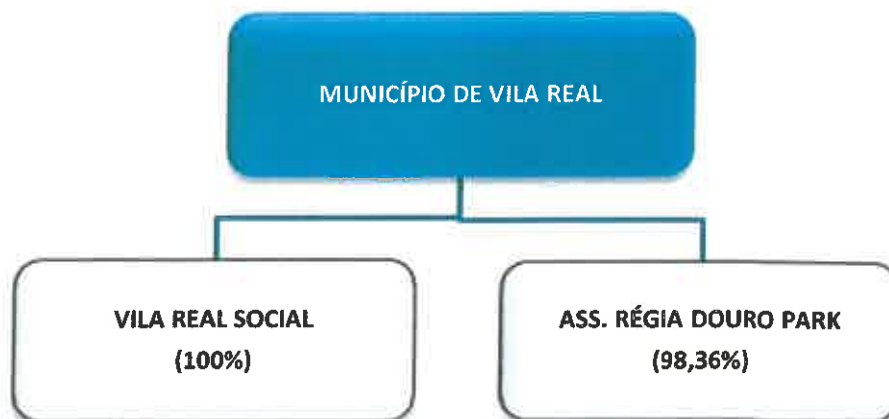 MUNICÍPIO DE VILA REAL
VILA REAL SOCIAL
(100%)
ASS. RÉGIA DOURO PARK
(98,36%)